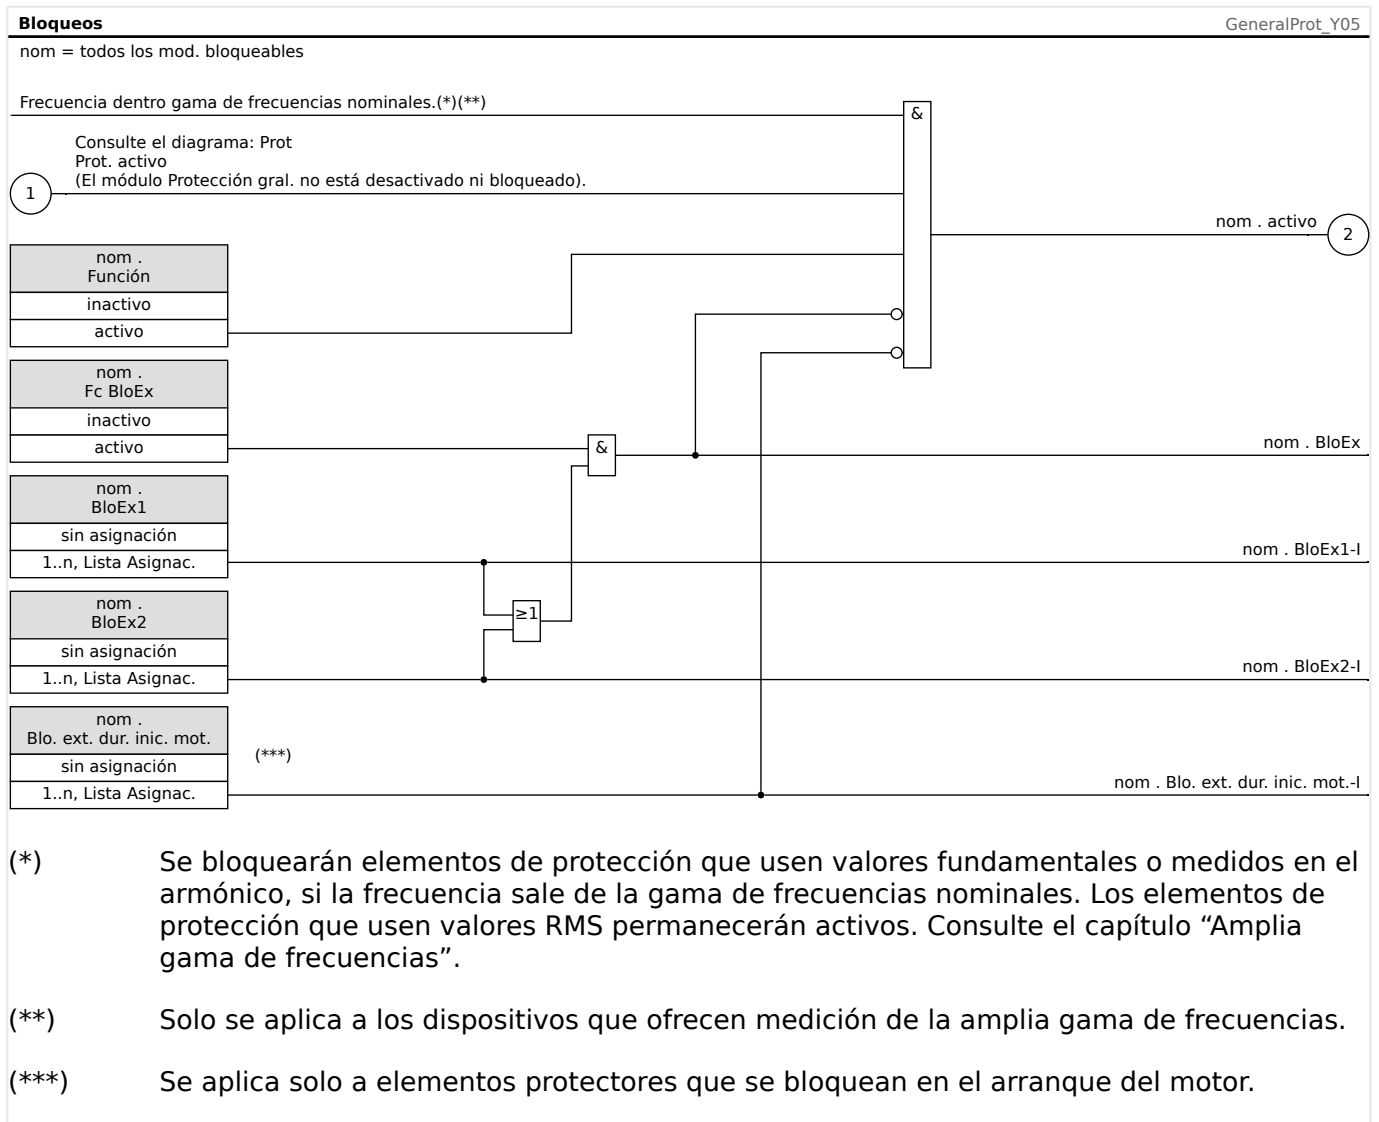 Bloqueos
GeneralProt_Y05
nom = todos los mod. bloqueables
Frecuencia dentro gama de frecuencias nominales.(*)(**)
&
Consulte el diagrama: Prot
Prot. activo
(El módulo Protección gral. no está desactivado ni bloqueado).
1
nom . activo
2
nom .
Función
inactivo
activo
nom .
Fc BloEx
inactivo
activo
&
nom . BloEx
nom .
BloEx1
sin asignación
1..n, Lista Asignac.
nom . BloEx1-I
≥1
nom .
BloEx2
sin asignación
1..n, Lista Asignac.
nom . BloEx2-I
nom .
Blo. ext. dur. inic. mot.
(***)
sin asignación
1..n, Lista Asignac.
nom . Blo. ext. dur. inic. mot.-I
(*) Se bloquearán elementos de protección que usen valores fundamentales o medidos en el
armónico, si la frecuencia sale de la gama de frecuencias nominales. Los elementos de
protección que usen valores RMS permanecerán activos. Consulte el capítulo “Amplia
gama de frecuencias”.
(**) Solo se aplica a los dispositivos que ofrecen medición de la amplia gama de frecuencias.
(***) Se aplica solo a elementos protectores que se bloquean en el arranque del motor.